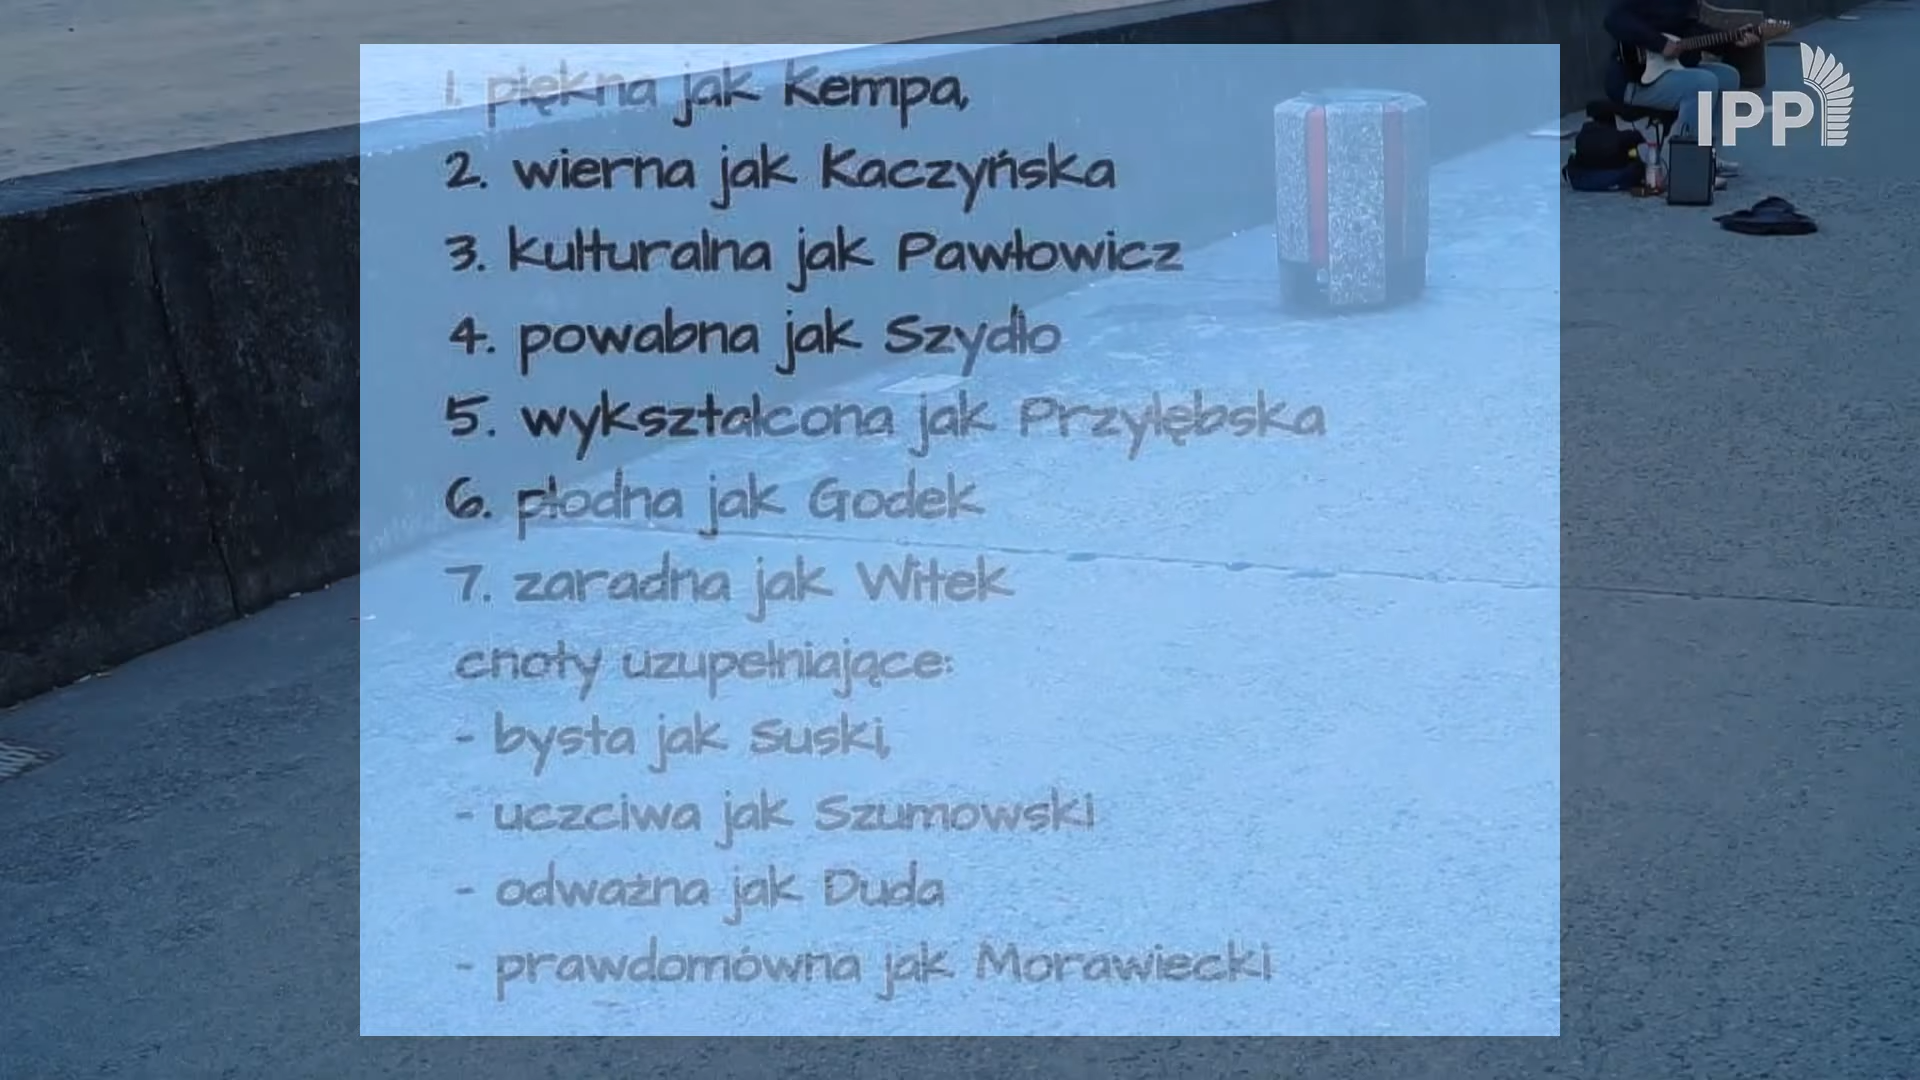 1. piękna jak Kempa,
IPP
2. wierna jak Kaczyńska
3. kulturalna jak Pawłowicz
4. powabna jak Szydło
5. wykształcona jak Przyłębska
6. płodna jak Godek
7. zaradna jak Witek
cnoty uzupełniające:
- bysta jak Suski,
- uczciwa jak Szumowski
- odważna jak Duda
- prawdomówna jak Morawiecki